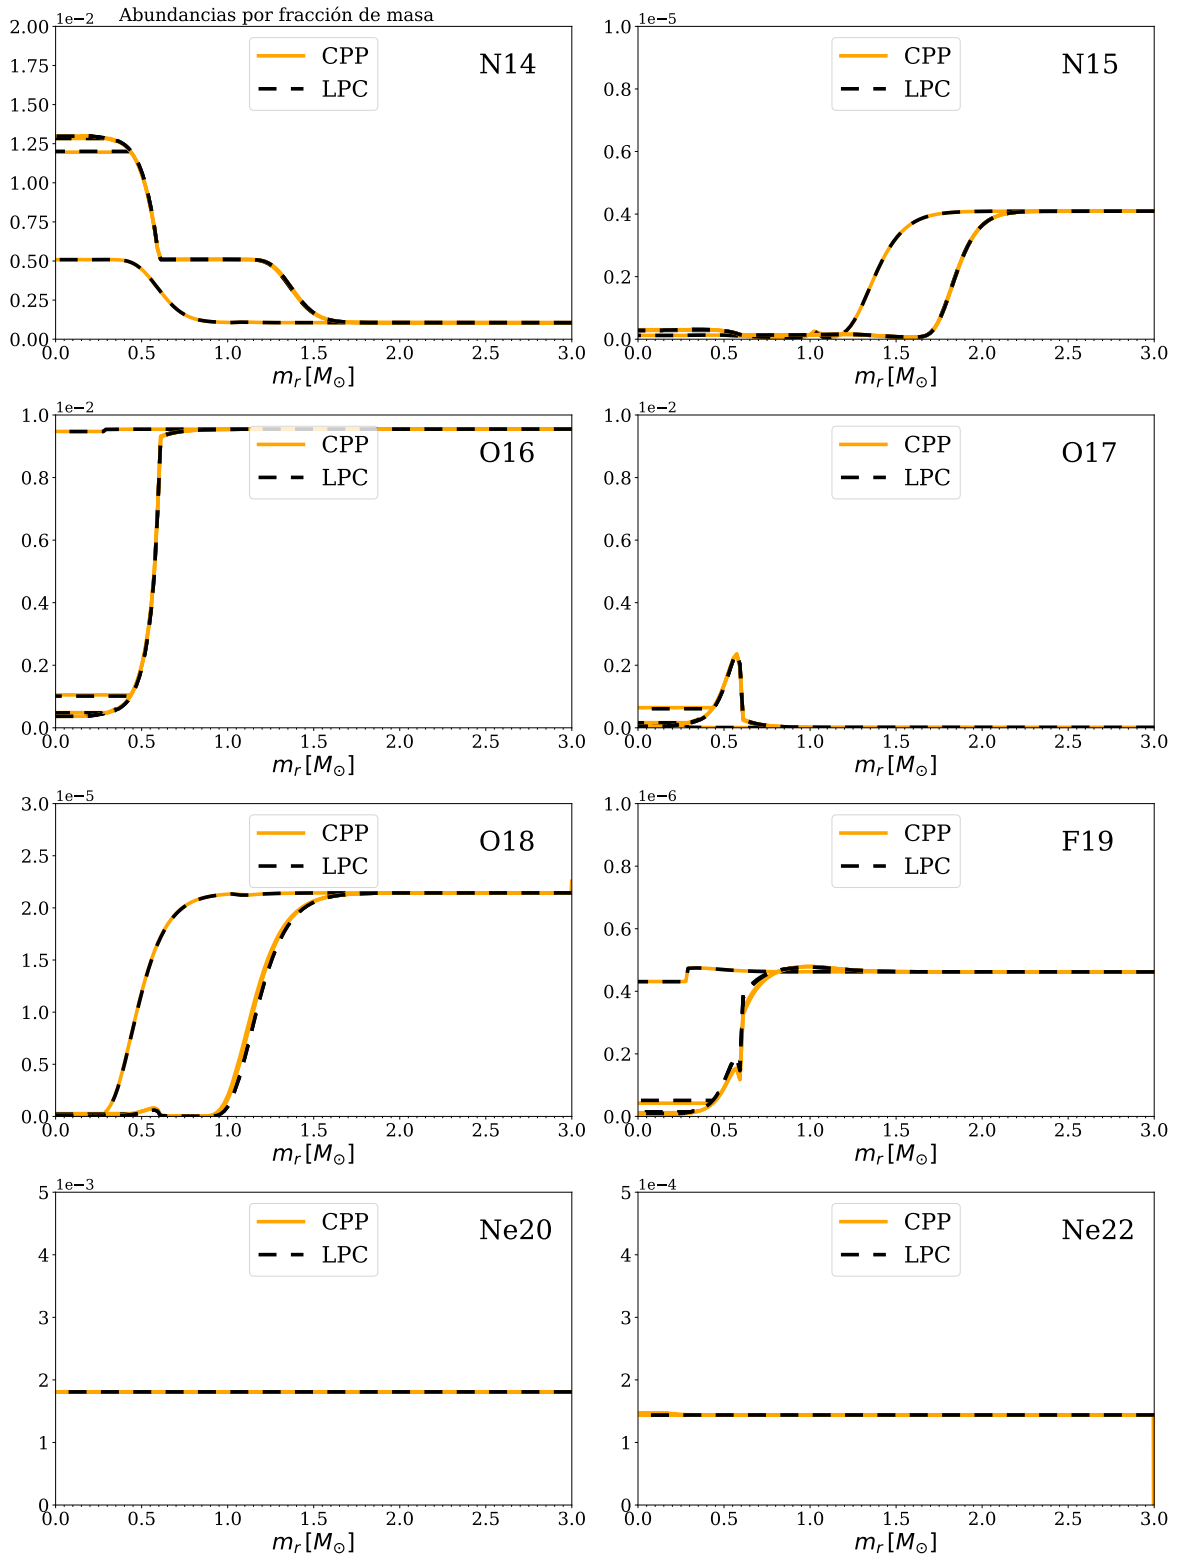 Abundancias por fracción de masa
1e−2
2.00
1.75
1.50
1.25
1.00
0.75
0.50
0.25
0.00
CPP
LPC
N14
0.0 0.5 1.0 1.5 2.0 2.5 3.0
m_r [M_⊙]
1e−5
1.0
0.8
0.6
0.4
0.2
0.0
CPP
LPC
N15
0.0 0.5 1.0 1.5 2.0 2.5 3.0
m_r [M_⊙]
1e−2
1.0
0.8
0.6
0.4
0.2
0.0
CPP
LPC
O16
0.0 0.5 1.0 1.5 2.0 2.5 3.0
m_r [M_⊙]
1e−2
1.0
0.8
0.6
0.4
0.2
0.0
CPP
LPC
O17
0.0 0.5 1.0 1.5 2.0 2.5 3.0
m_r [M_⊙]
1e−5
3.0
2.5
2.0
1.5
1.0
0.5
0.0
CPP
LPC
O18
0.0 0.5 1.0 1.5 2.0 2.5 3.0
m_r [M_⊙]
1e−6
1.0
0.8
0.6
0.4
0.2
0.0
CPP
LPC
F19
0.0 0.5 1.0 1.5 2.0 2.5 3.0
m_r [M_⊙]
1e−3
5
4
3
2
1
0
CPP
LPC
Ne20
0.0 0.5 1.0 1.5 2.0 2.5 3.0
m_r [M_⊙]
1e−4
5
4
3
2
1
0
CPP
LPC
Ne22
0.0 0.5 1.0 1.5 2.0 2.5 3.0
m_r [M_⊙]